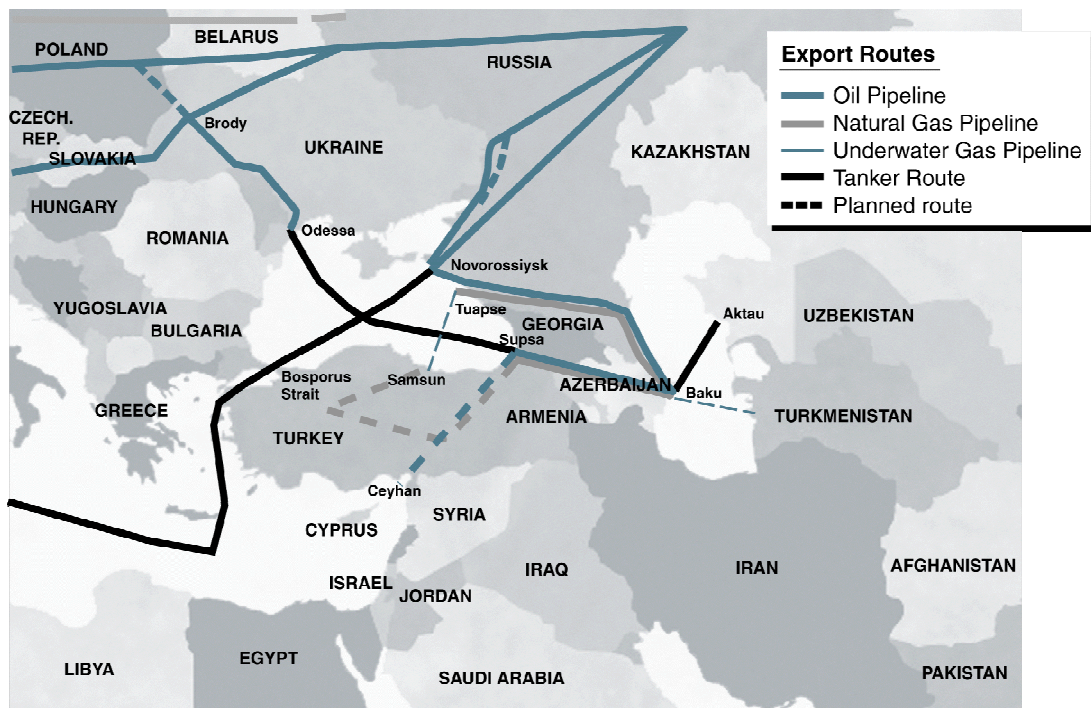 Export Routes
Oil Pipeline
Natural Gas Pipeline
Underwater Gas Pipeline
Tanker Route
Planned route
POLAND
BELARUS
RUSSIA
CZECH.
REP.
SLOVAKIA
Brody
UKRAINE
KAZAKHSTAN
HUNGARY
ROMANIA
Odessa
Novorossiysk
YUGOSLAVIA
BULGARIA
Tuapse
GEORGIA
Supsa
Aktau
UZBEKISTAN
Bosporus
Strait
Samsun
AZERBAIJAN
Baku
GREECE
TURKEY
ARMENIA
TURKMENISTAN
Ceyhan
CYPRUS
SYRIA
ISRAEL
JORDAN
IRAQ
IRAN
AFGHANISTAN
LIBYA
EGYPT
SAUDI ARABIA
PAKISTAN